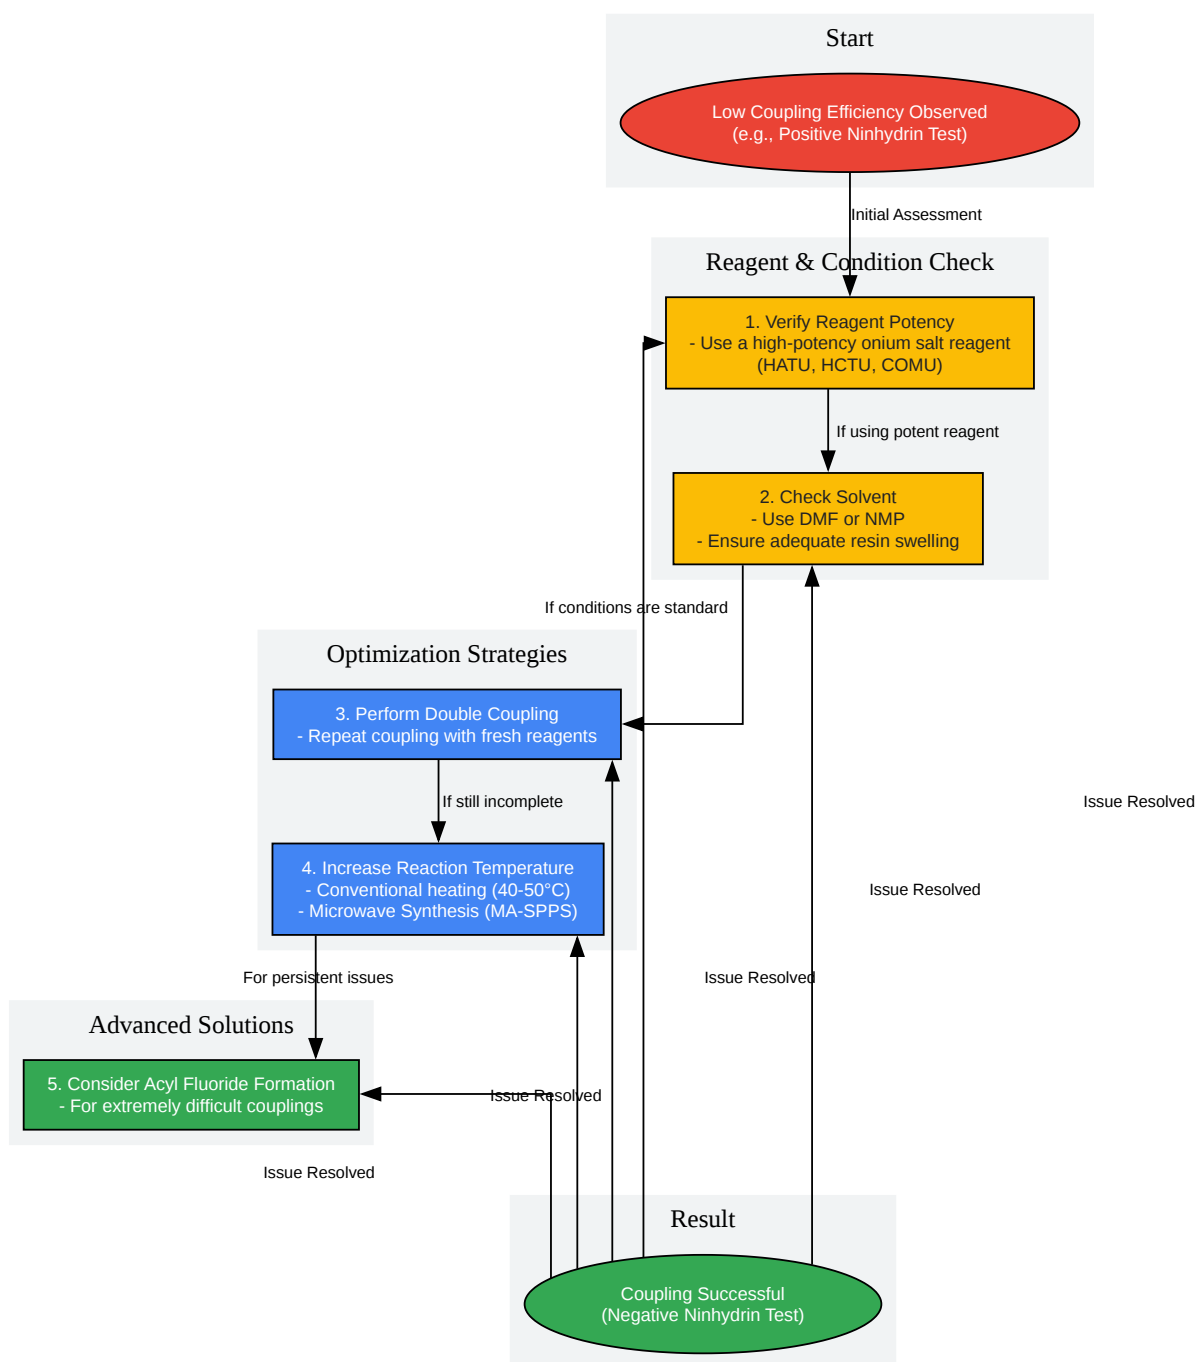 Start
Low Coupling Efficiency Observed
(e.g., Positive Ninhydrin Test)
Initial Assessment
Reagent & Condition Check
1. Verify Reagent Potency
- Use a high-potency onium salt reagent
(HATU, HCTU, COMU)
If using potent reagent
2. Check Solvent
- Use DMF or NMP
- Ensure adequate resin swelling
If conditions are standard
Optimization Strategies
3. Perform Double Coupling
- Repeat coupling with fresh reagents
If still incomplete
Issue Resolved
4. Increase Reaction Temperature
- Conventional heating (40-50°C)
- Microwave Synthesis (MA-SPPS)
Issue Resolved
For persistent issues
Issue Resolved
Advanced Solutions
5. Consider Acyl Fluoride Formation
- For extremely difficult couplings
Issue Resolved
Issue Resolved
Result
Coupling Successful
(Negative Ninhydrin Test)